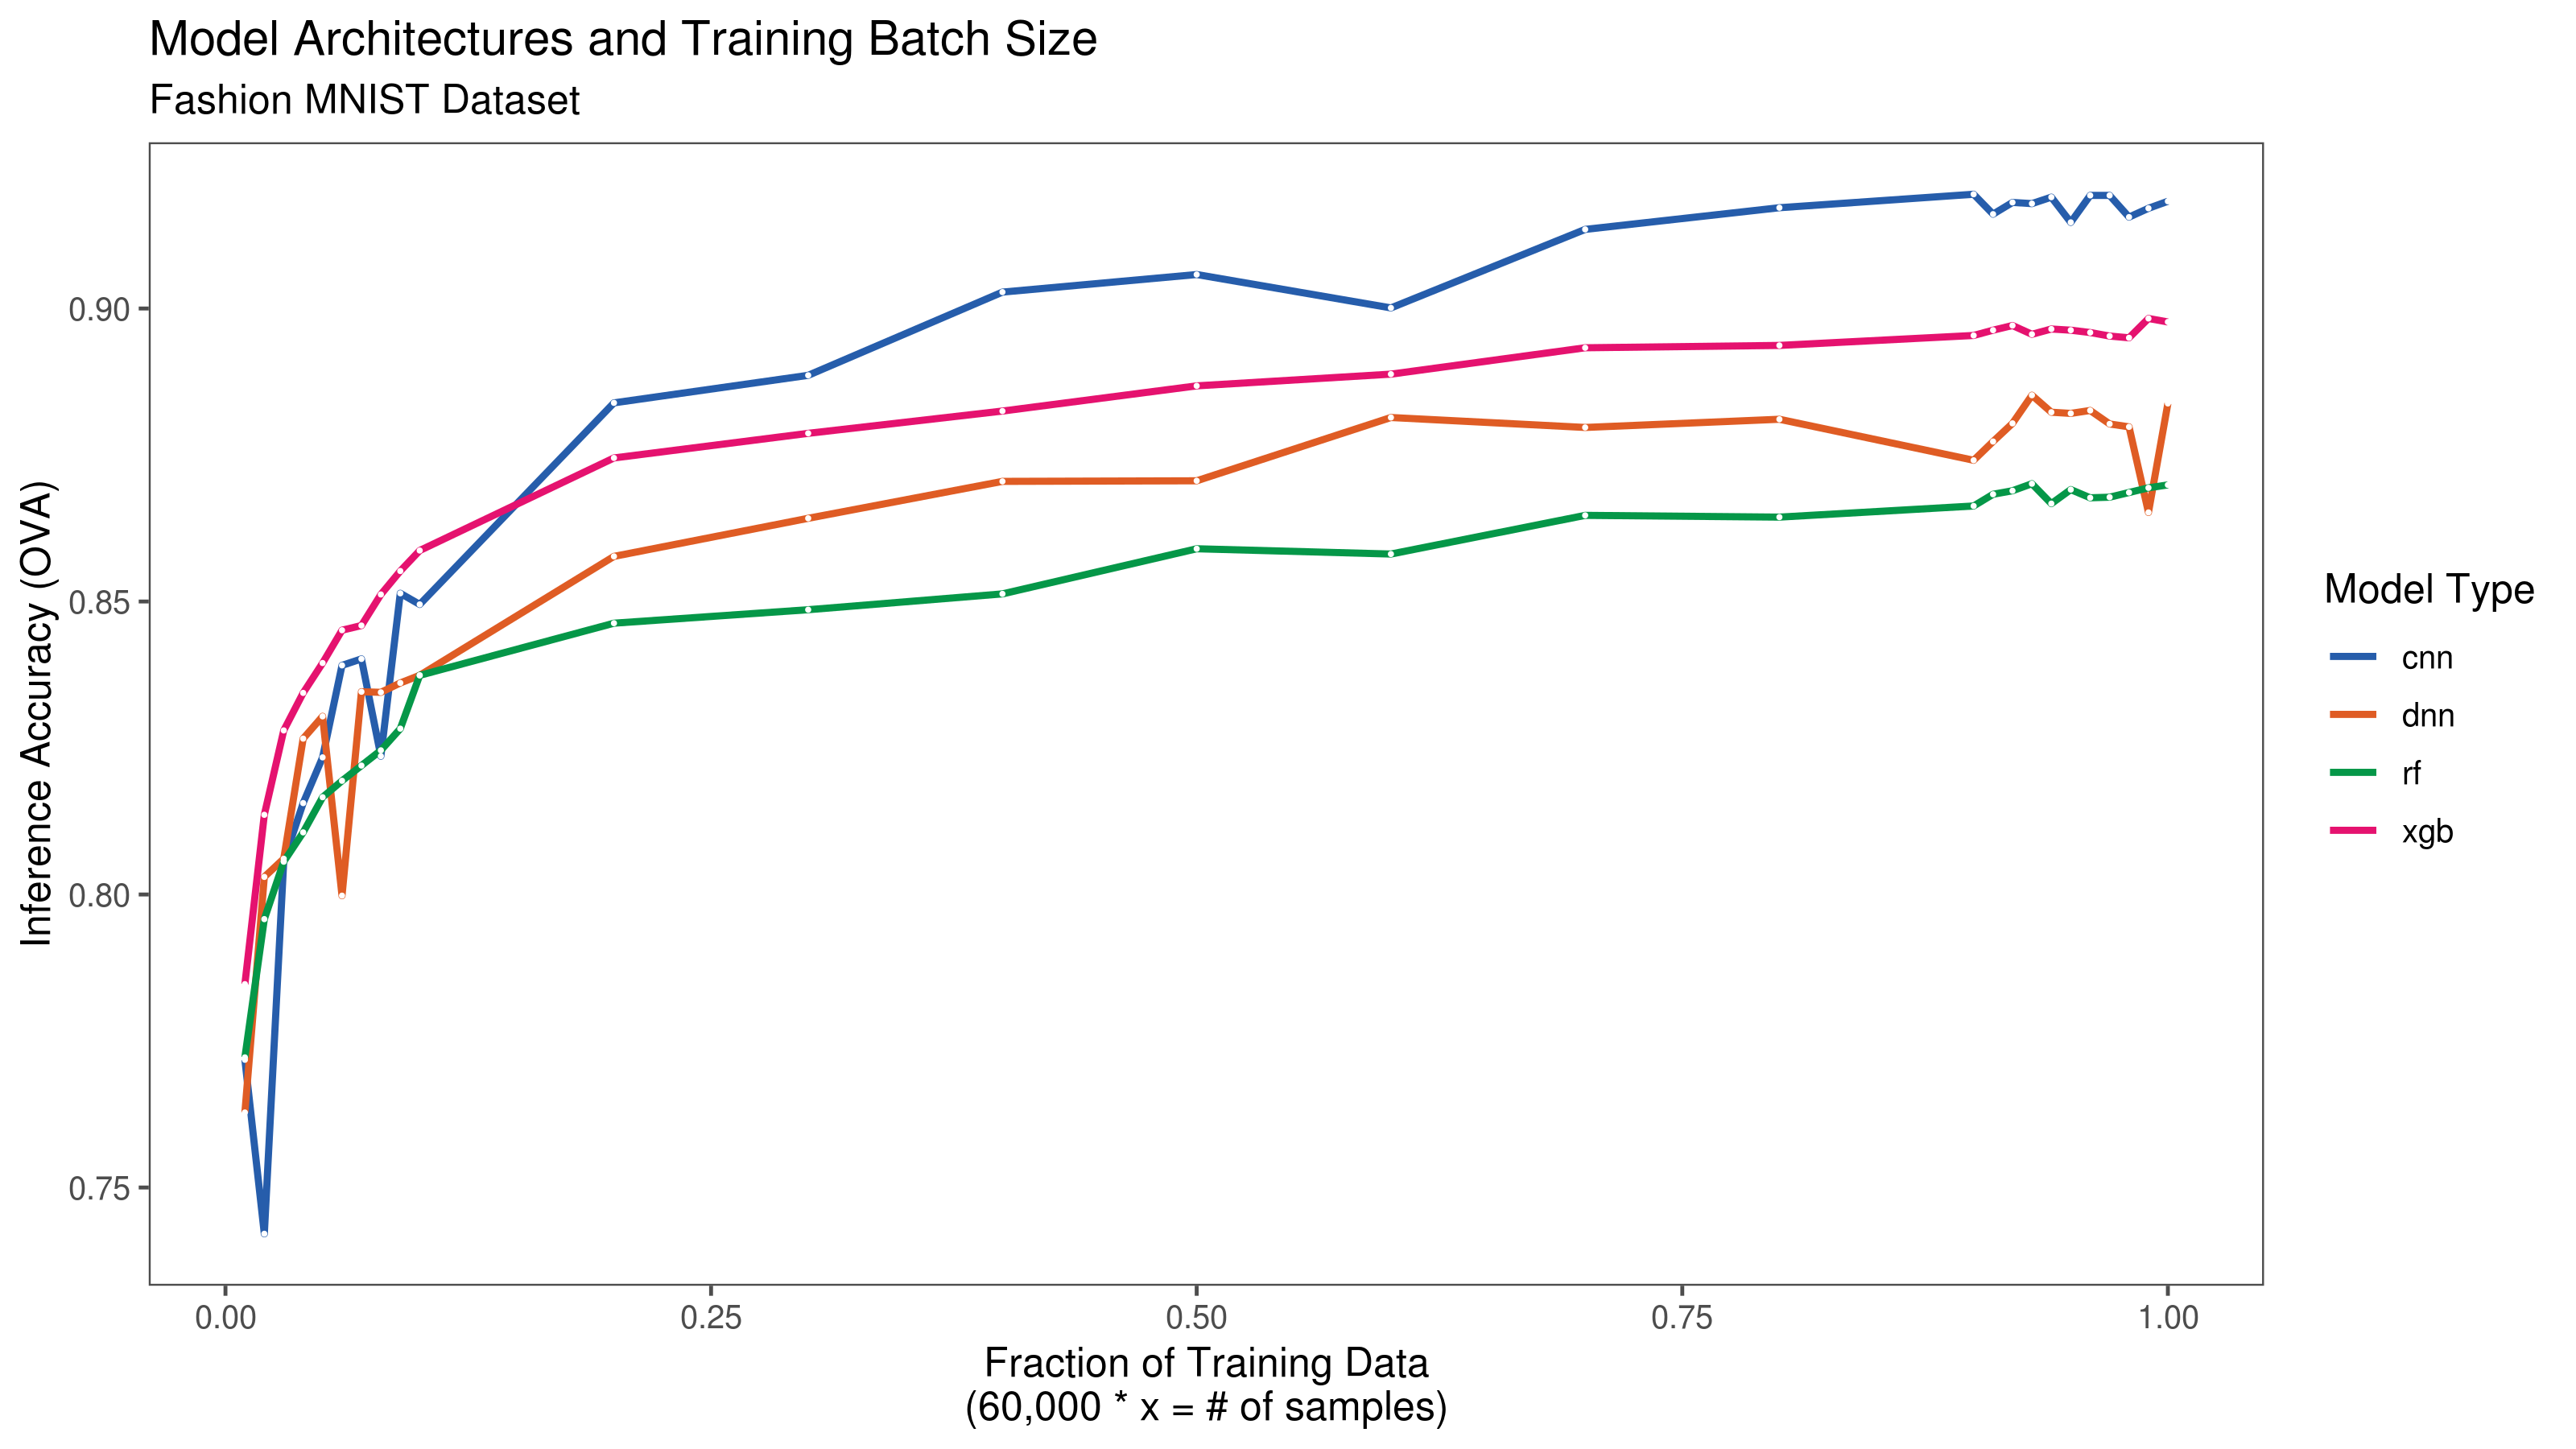 Model Architectures and Training Batch Size
Fashion MNIST Dataset
Inference Accuracy (OVA)
0.90
0.85
0.80
0.75
0.00
0.25
0.50
0.75
1.00
Fraction of Training Data
(60,000 * x = # of samples)
Model Type
cnn
dnn
rf
xgb